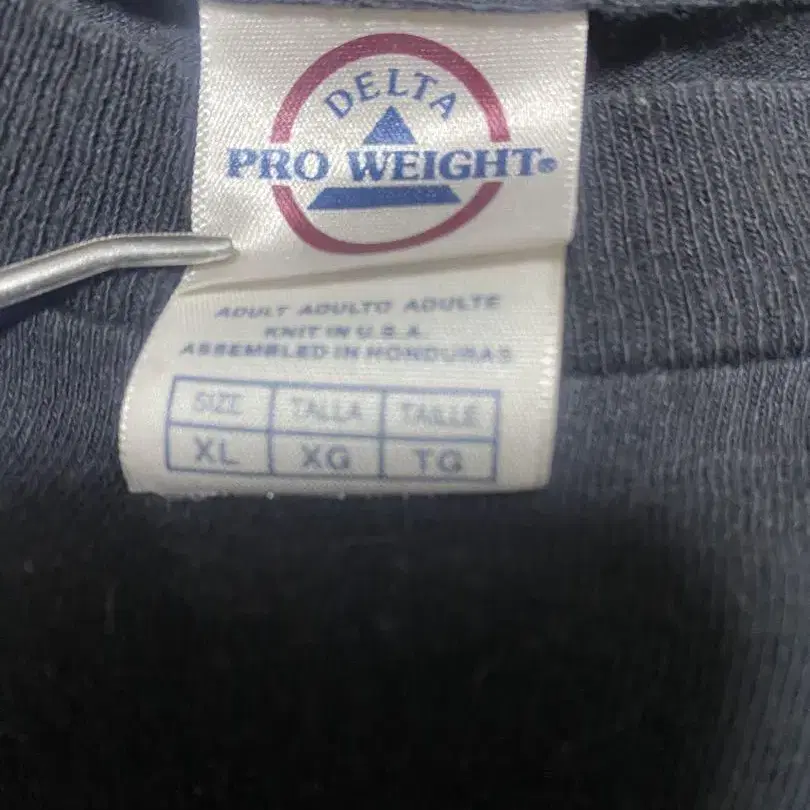 DELTA
PRO WEIGHT®
ADULT ADULTO ADULTE
KNIT IN U.S.A.
ASSEMBLED IN HONDURAS
SIZE TALLA TAILLE
XL XG TG